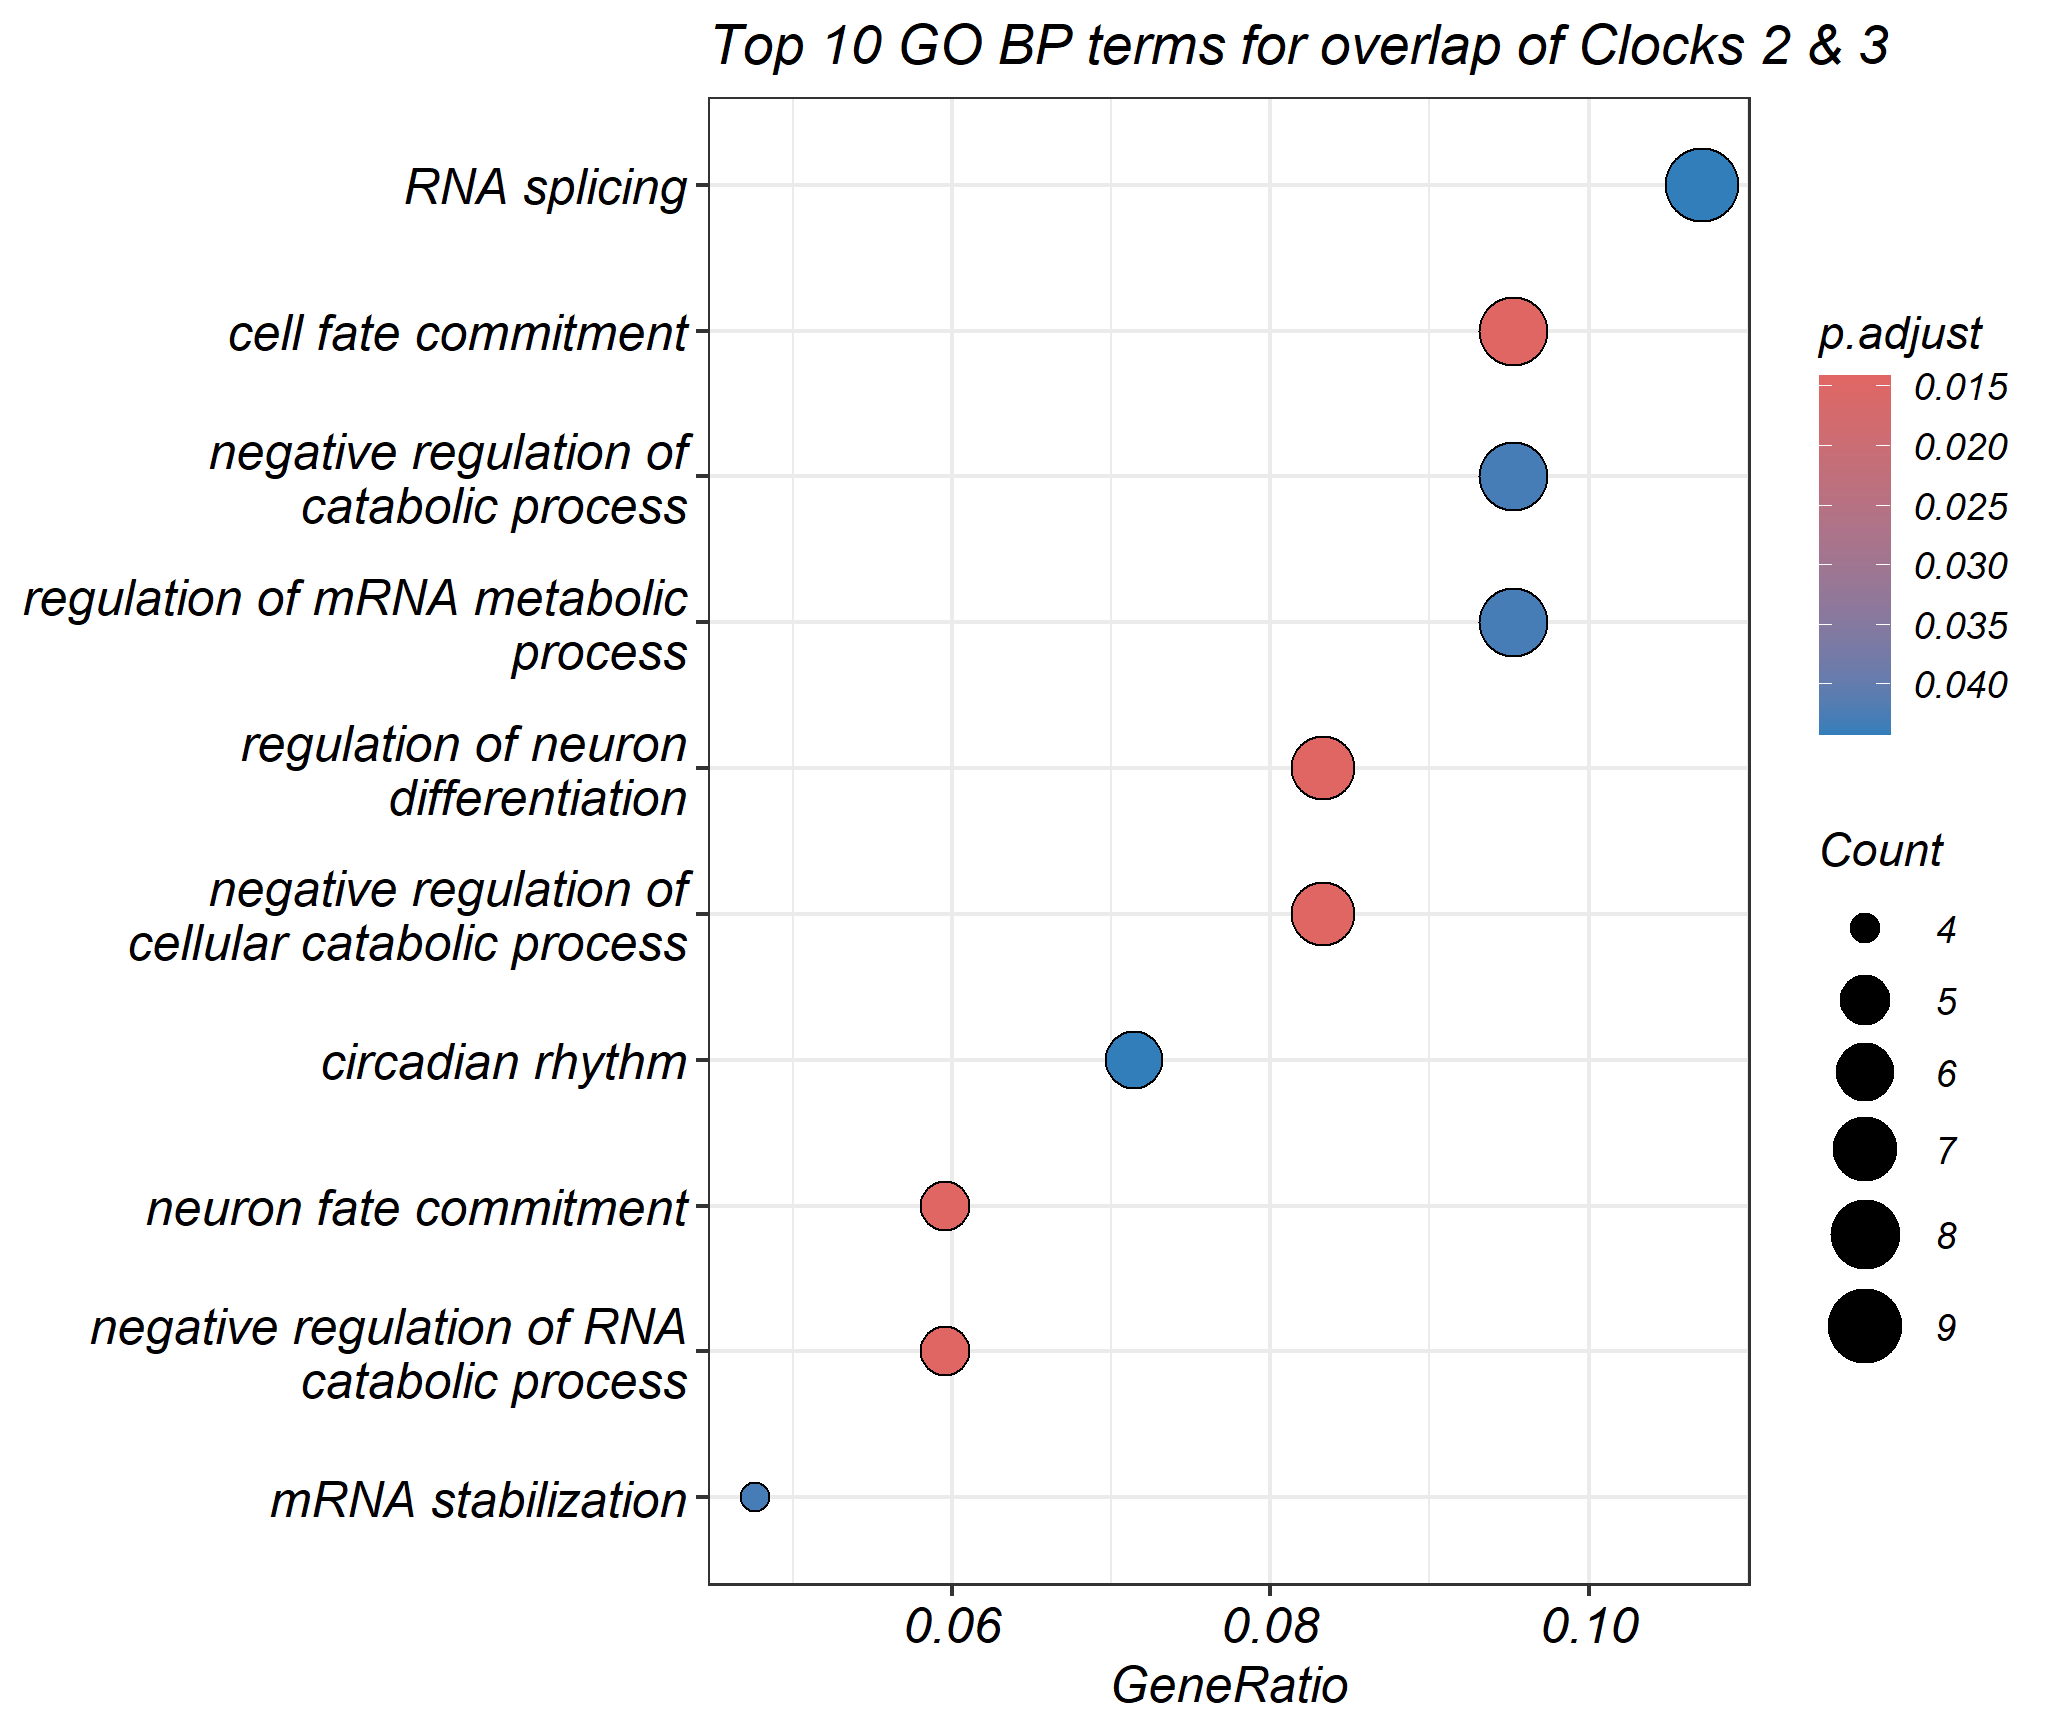 Top 10 GO BP terms for overlap of Clocks 2 & 3
RNA splicing
cell fate commitment
negative regulation of
catabolic process
regulation of mRNA metabolic
process
regulation of neuron
differentiation
negative regulation of
cellular catabolic process
circadian rhythm
neuron fate commitment
negative regulation of RNA
catabolic process
mRNA stabilization
0.06
0.08
0.10
GeneRatio
p.adjust
0.015
0.020
0.025
0.030
0.035
0.040
Count
4
5
6
7
8
9